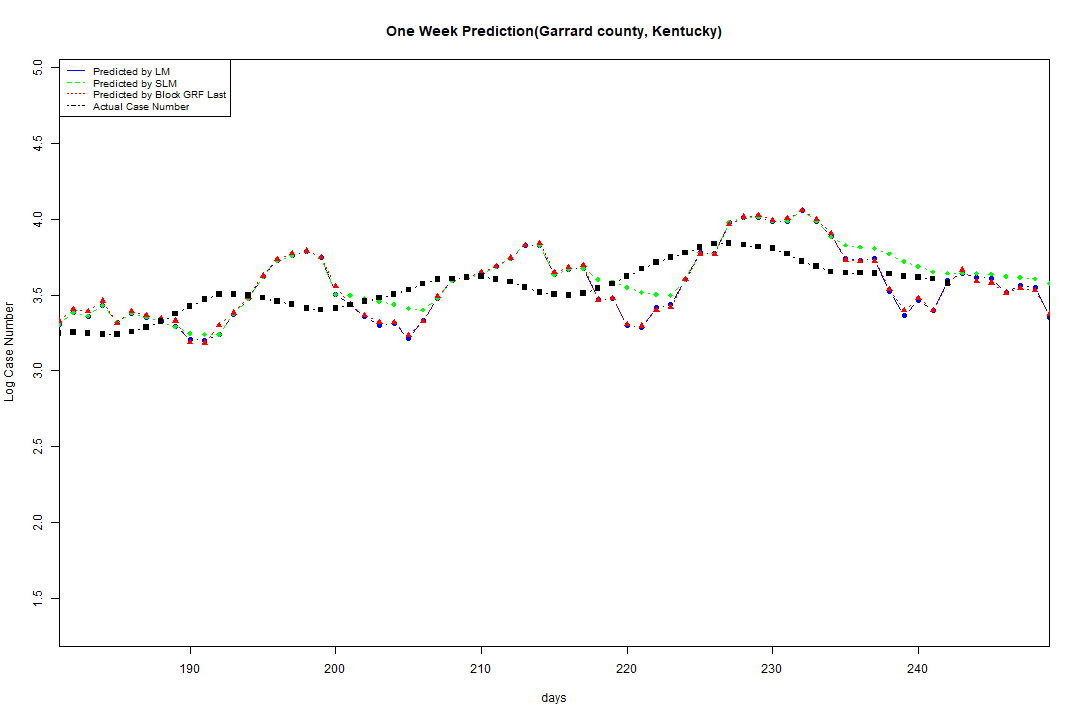 One Week Prediction(Garrard county, Kentucky)
Predicted by LM
Predicted by SLM
Predicted by Block GRF Last
Actual Case Number
5.0
4.5
4.0
3.5
3.0
2.5
2.0
1.5
Log Case Number
190 200 210 220 230 240
days